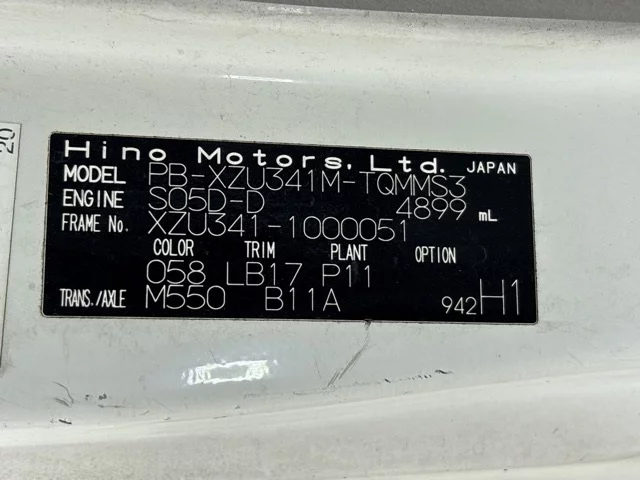 20
Hino Motors, Ltd. JAPAN
MODEL PB-XZU341M-TQMMS3
ENGINE S05D-D 4899 mL
FRAME No. XZU341-1000051
COLOR TRIM PLANT OPTION
058 LB17 P11
TRANS./AXLE M550 B11A 942H1